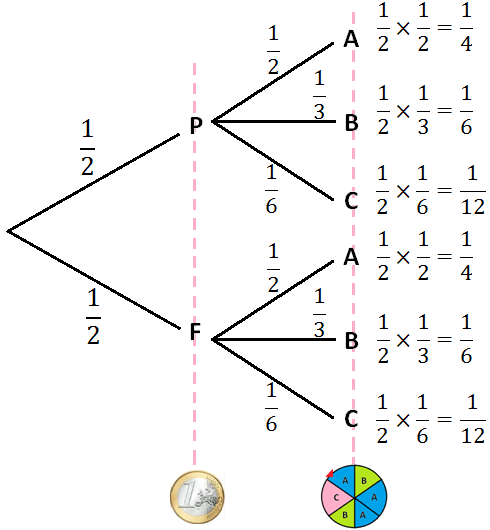 1/2 A 1/2 × 1/2 = 1/4
P 1/3 B 1/2 × 1/3 = 1/6
1/2
1/6 C 1/2 × 1/6 = 1/12
1/2 A 1/2 × 1/2 = 1/4
1/2
F 1/3 B 1/2 × 1/3 = 1/6
1/6 C 1/2 × 1/6 = 1/12
1
A B
C A
B A